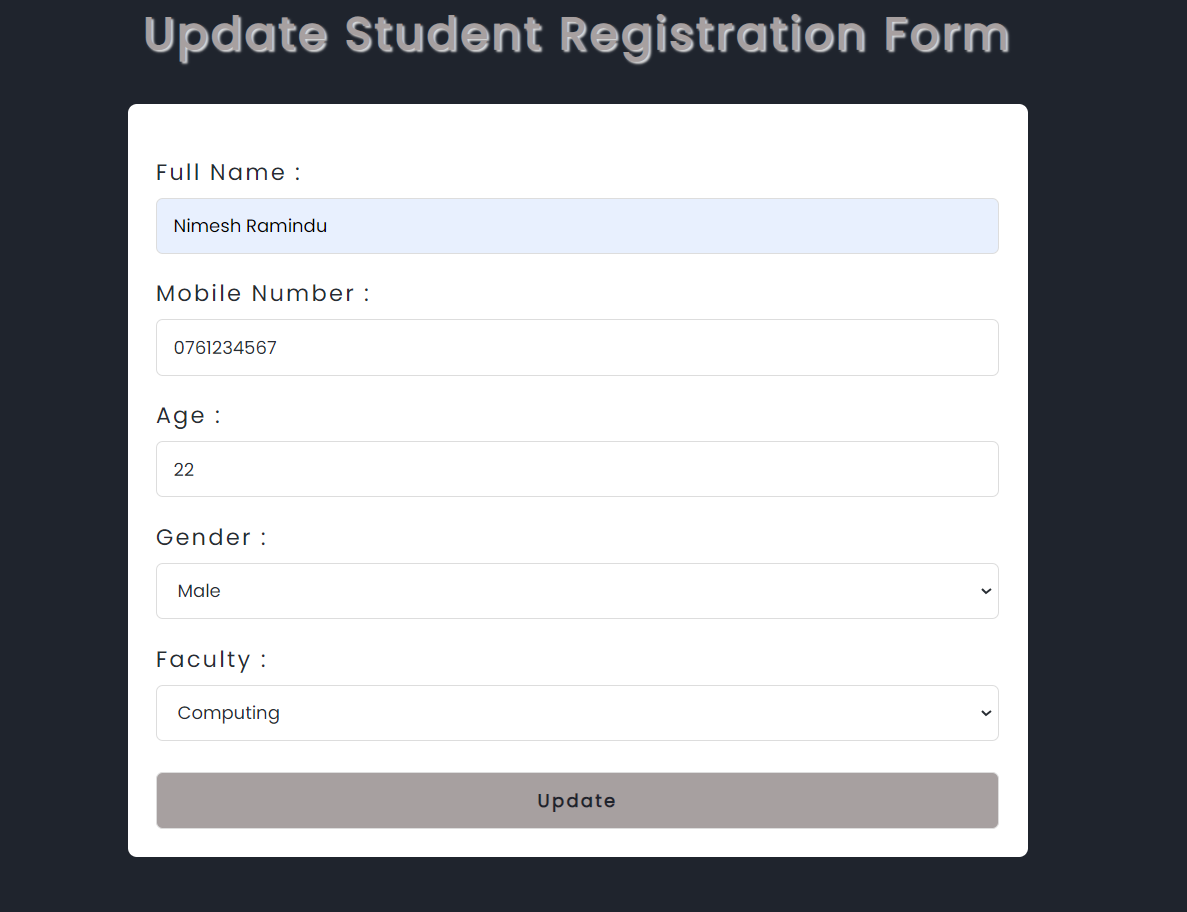 Update Student Registration Form
Full Name :
Nimesh Ramindu
Mobile Number :
0761234567
Age :
22
Gender :
Male
Faculty :
Computing
Update